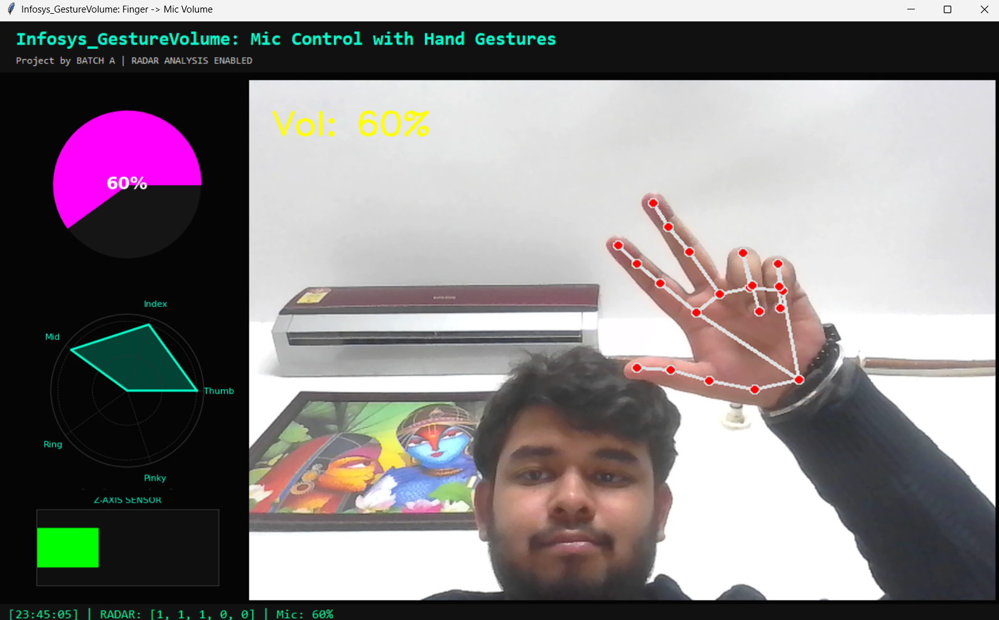 Infosys_GestureVolume: Finger -> Mic Volume
Infosys_GestureVolume: Mic Control with Hand Gestures
Project by BATCH A | RADAR ANALYSIS ENABLED
Vol: 60%
60%
Index
Mid
Thumb
Ring
Pinky
Z-AXIS SENSOR
[23:45:05] | RADAR: [1, 1, 1, 0, 0] | Mic: 60%